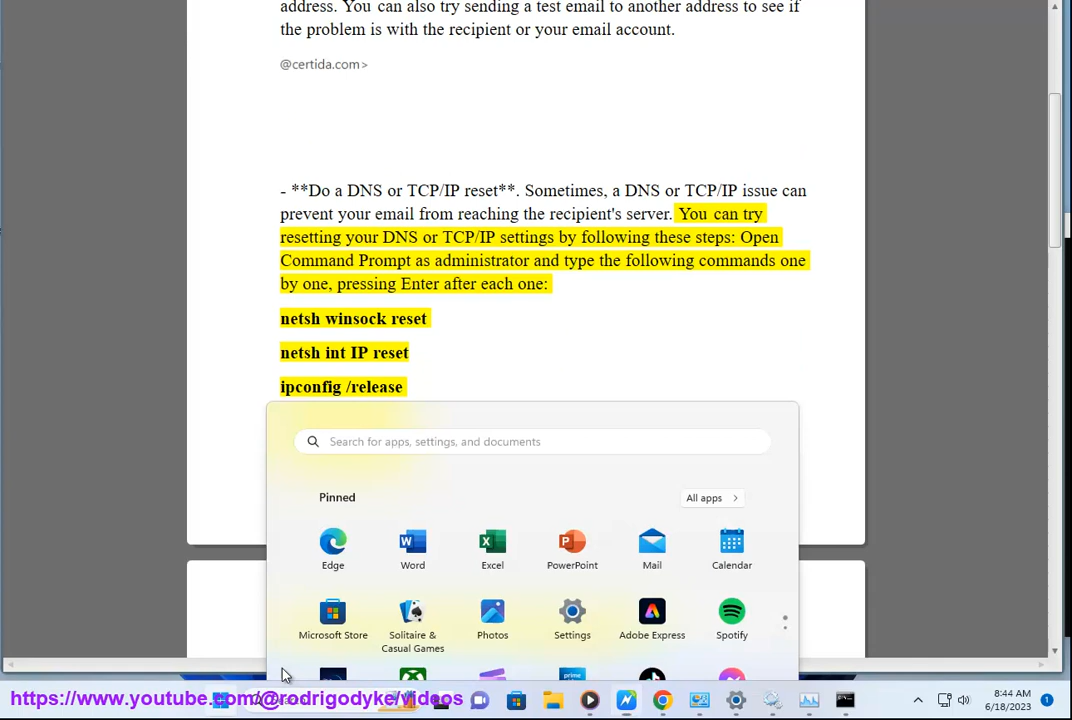 address. You can also try sending a test email to another address to see if
the problem is with the recipient or your email account.
@certida.com>
- **Do a DNS or TCP/IP reset**. Sometimes, a DNS or TCP/IP issue can
prevent your email from reaching the recipient's server. You can try
resetting your DNS or TCP/IP settings by following these steps: Open
Command Prompt as administrator and type the following commands one
by one, pressing Enter after each one:
netsh winsock reset
netsh int IP reset
ipconfig /release
Search for apps, settings, and documents
Pinned
All apps
Edge
Word
Excel
PowerPoint
Mail
Calendar
Microsoft Store
Solitaire &
Casual Games
Photos
Settings
Adobe Express
Spotify
prime
https://www.youtube.com/@rodrigodyke/videos
8:44 AM
6/18/2023